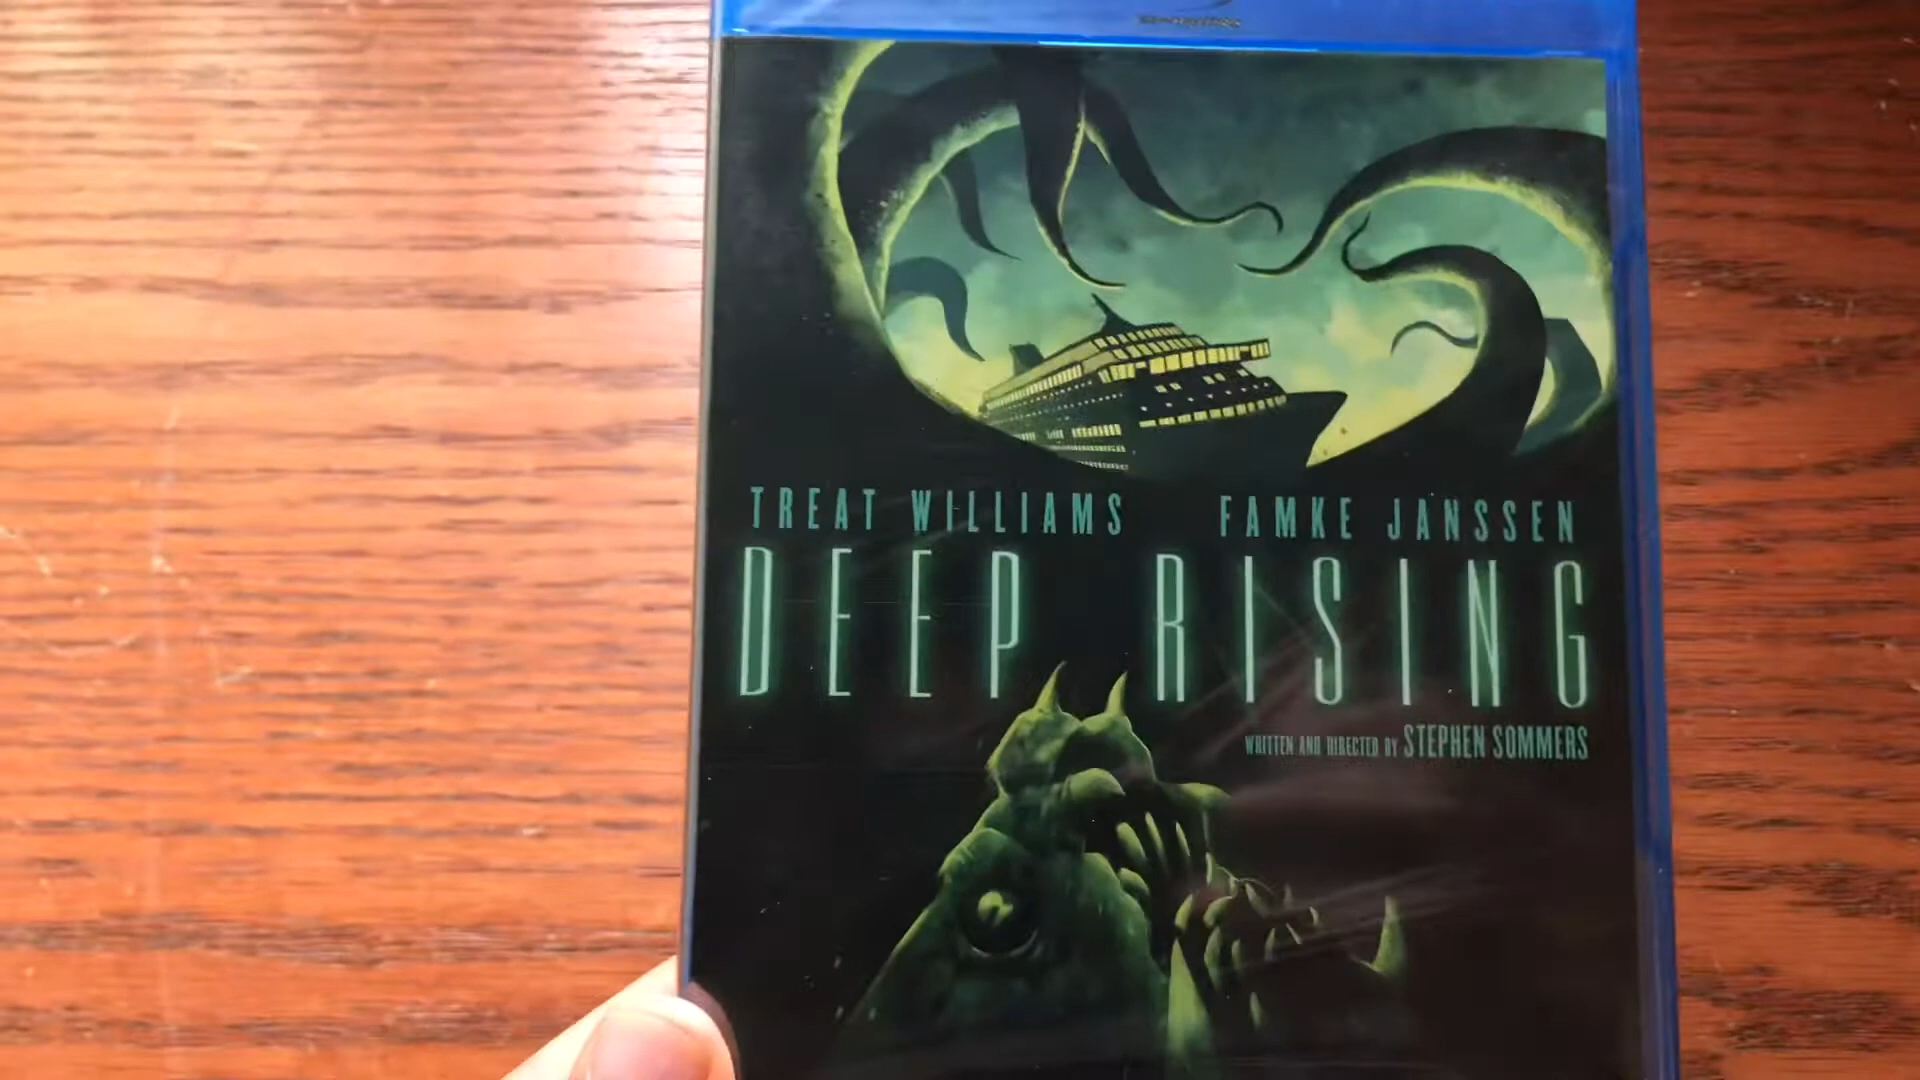 TREAT WILLIAMS FAMKE JANSSEN
DEEP RISING
WRITTEN AND DIRECTED BY STEPHEN SOMMERS